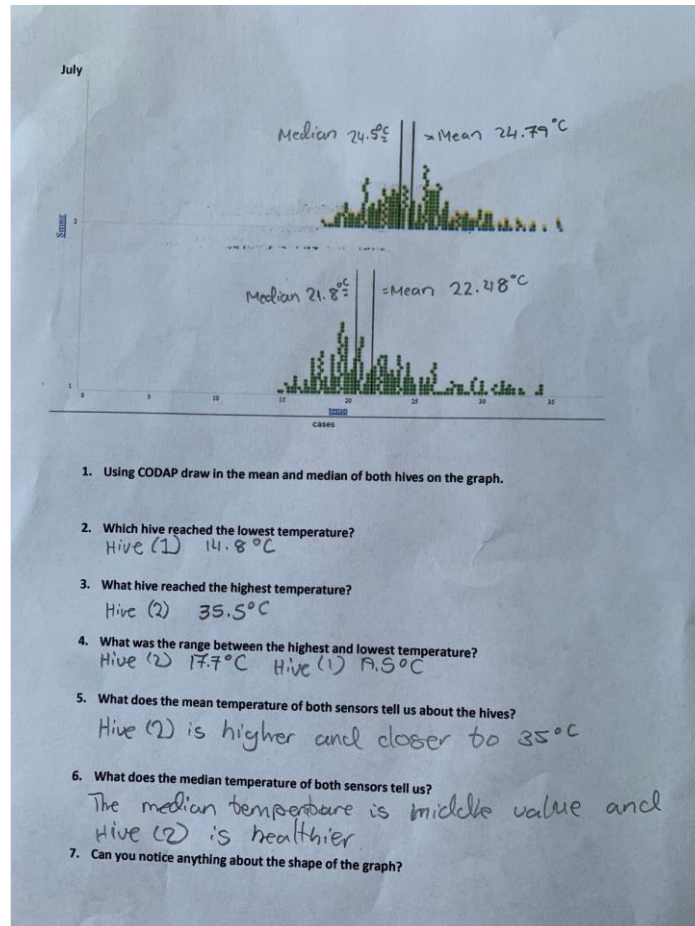 July
Median 24.5°C = Mean 24.79°C
Sensor
2
Median 21.8°C = Mean 22.48°C
1
0 5 10 15 20 25 30 35
temp
cases
1. Using CODAP draw in the mean and median of both hives on the graph.
2. Which hive reached the lowest temperature?
Hive (1) 14.8°C
3. What hive reached the highest temperature?
Hive (2) 35.5°C
4. What was the range between the highest and lowest temperature?
Hive (2) 17.7°C Hive (1) 19.5°C
5. What does the mean temperature of both sensors tell us about the hives?
Hive (2) is higher and closer to 35°C
6. What does the median temperature of both sensors tell us?
The median temperature is middle value and
Hive (2) is healthier.
7. Can you notice anything about the shape of the graph?